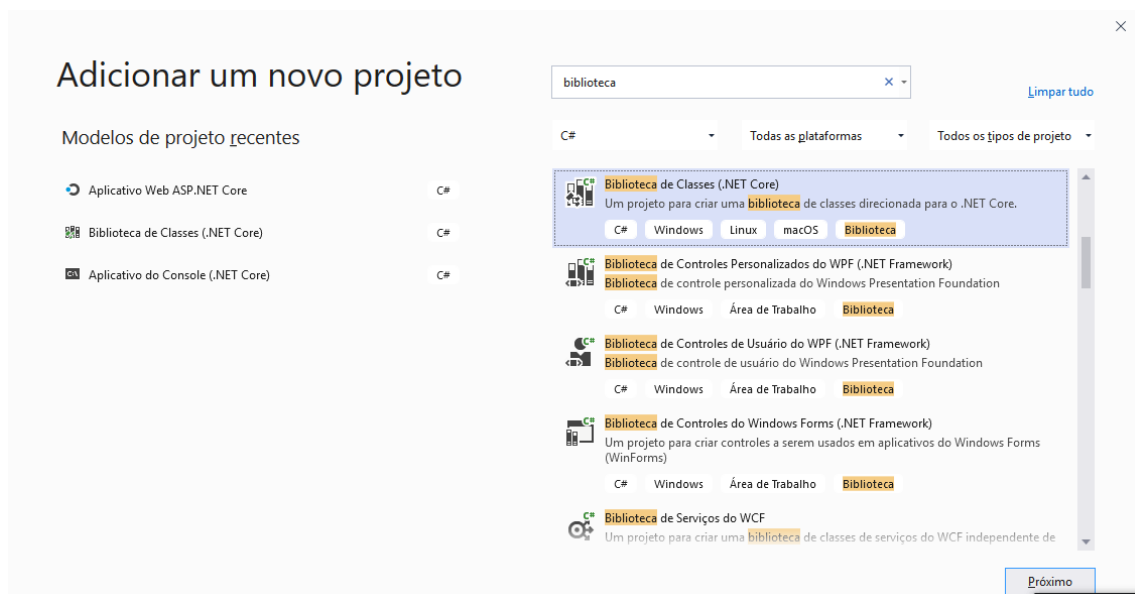 Adicionar um novo projeto
biblioteca
Limpar tudo
Modelos de projeto recentes
C#
Todas as plataformas
Todos os tipos de projeto
Aplicativo Web ASP.NET Core
C#
Biblioteca de Classes (.NET Core)
C#
Aplicativo do Console (.NET Core)
C#
Biblioteca de Classes (.NET Core)
Um projeto para criar uma biblioteca de classes direcionada para o .NET Core.
C# Windows Linux macOS Biblioteca
Biblioteca de Controles Personalizados do WPF (.NET Framework)
Biblioteca de controle personalizada do Windows Presentation Foundation
C# Windows Área de Trabalho Biblioteca
Biblioteca de Controles de Usuário do WPF (.NET Framework)
Biblioteca de controle de usuário do Windows Presentation Foundation
C# Windows Área de Trabalho Biblioteca
Biblioteca de Controles do Windows Forms (.NET Framework)
Um projeto para criar controles a serem usados em aplicativos do Windows Forms
(WinForms)
C# Windows Área de Trabalho Biblioteca
Biblioteca de Serviços do WCF
Um projeto para criar uma biblioteca de classes de serviços do WCF independente de
Próximo